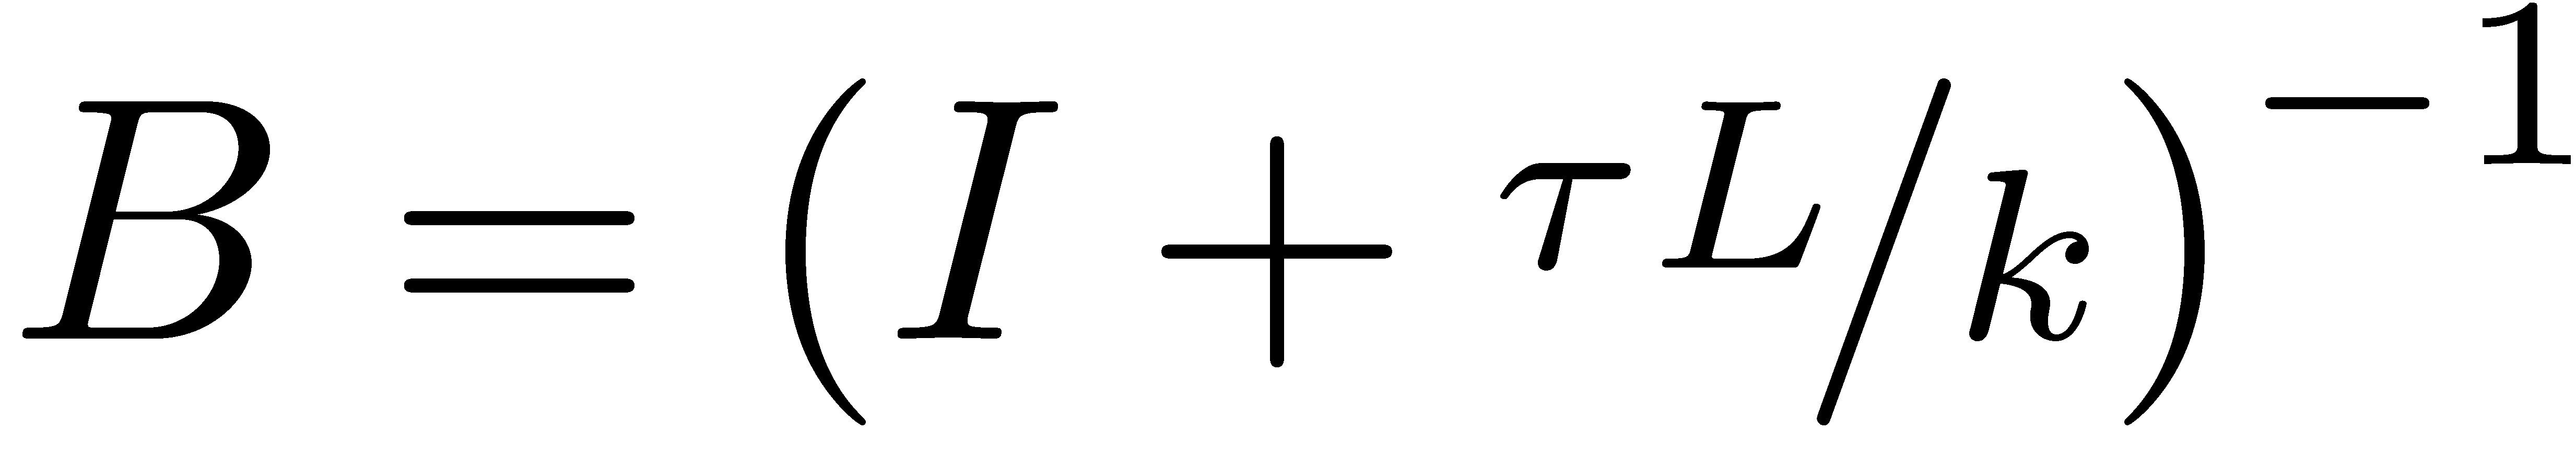 B = (I + τL/k)⁻¹